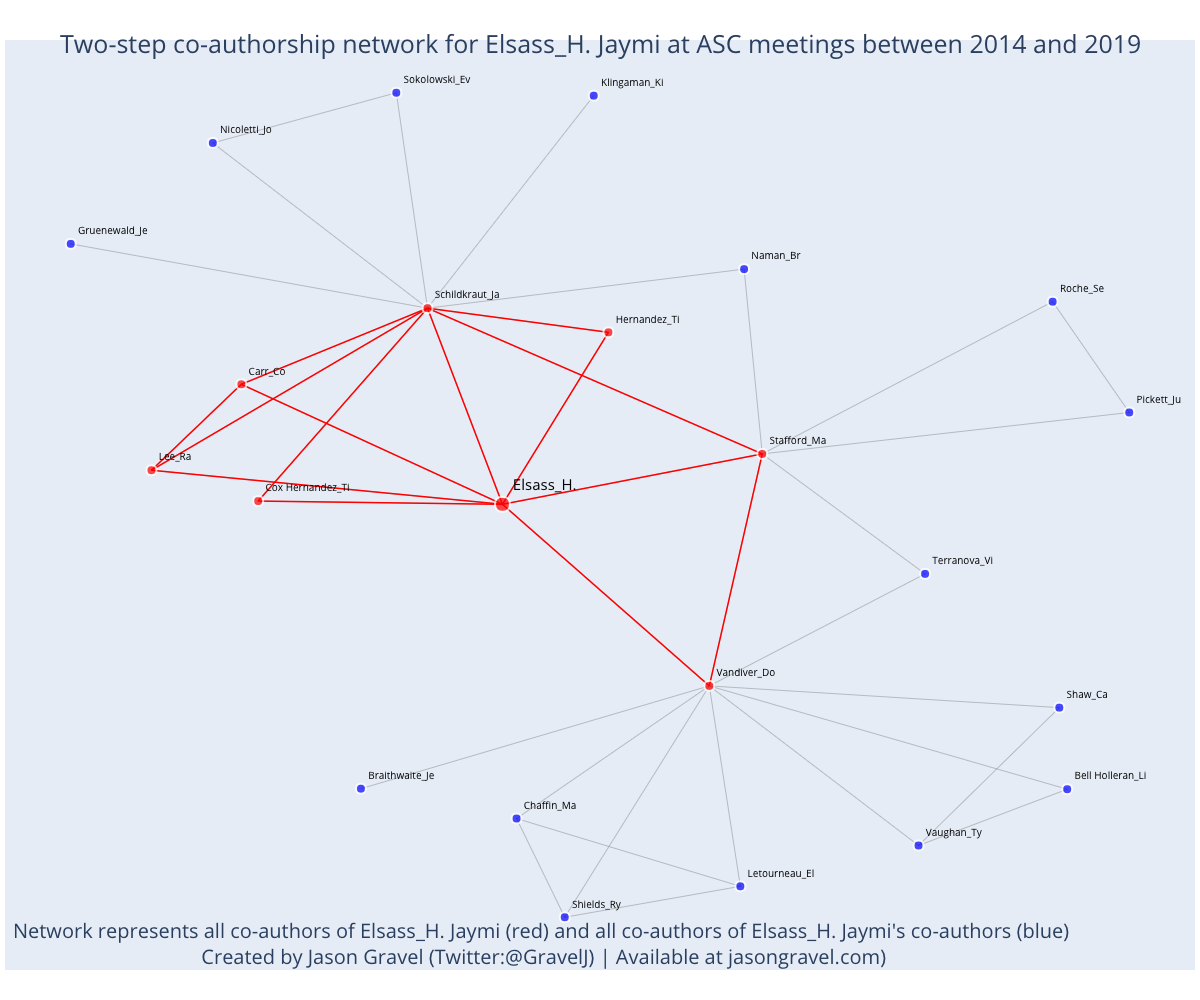 Two-step co-authorship network for Elsass_H. Jaymi at ASC meetings between 2014 and 2019
Sokolowski_Ev
Klingaman_Ki
Nicoletti_Jo
Gruenewald_Je
Naman_Br
Roche_Se
Schildkraut_Ja
Hernandez_Ti
Carr_Co
Pickett_Ju
Stafford_Ma
Lee_Ra
Cox Hernandez_Ti
Elsass_H.
Terranova_Vi
Vandiver_Do
Shaw_Ca
Braithwaite_Je
Bell Holleran_Li
Chaffin_Ma
Vaughan_Ty
Letourneau_El
Shields_Ry
Network represents all co-authors of Elsass_H. Jaymi (red) and all co-authors of Elsass_H. Jaymi's co-authors (blue)
Created by Jason Gravel (Twitter:@GravelJ) | Available at jasongravel.com)